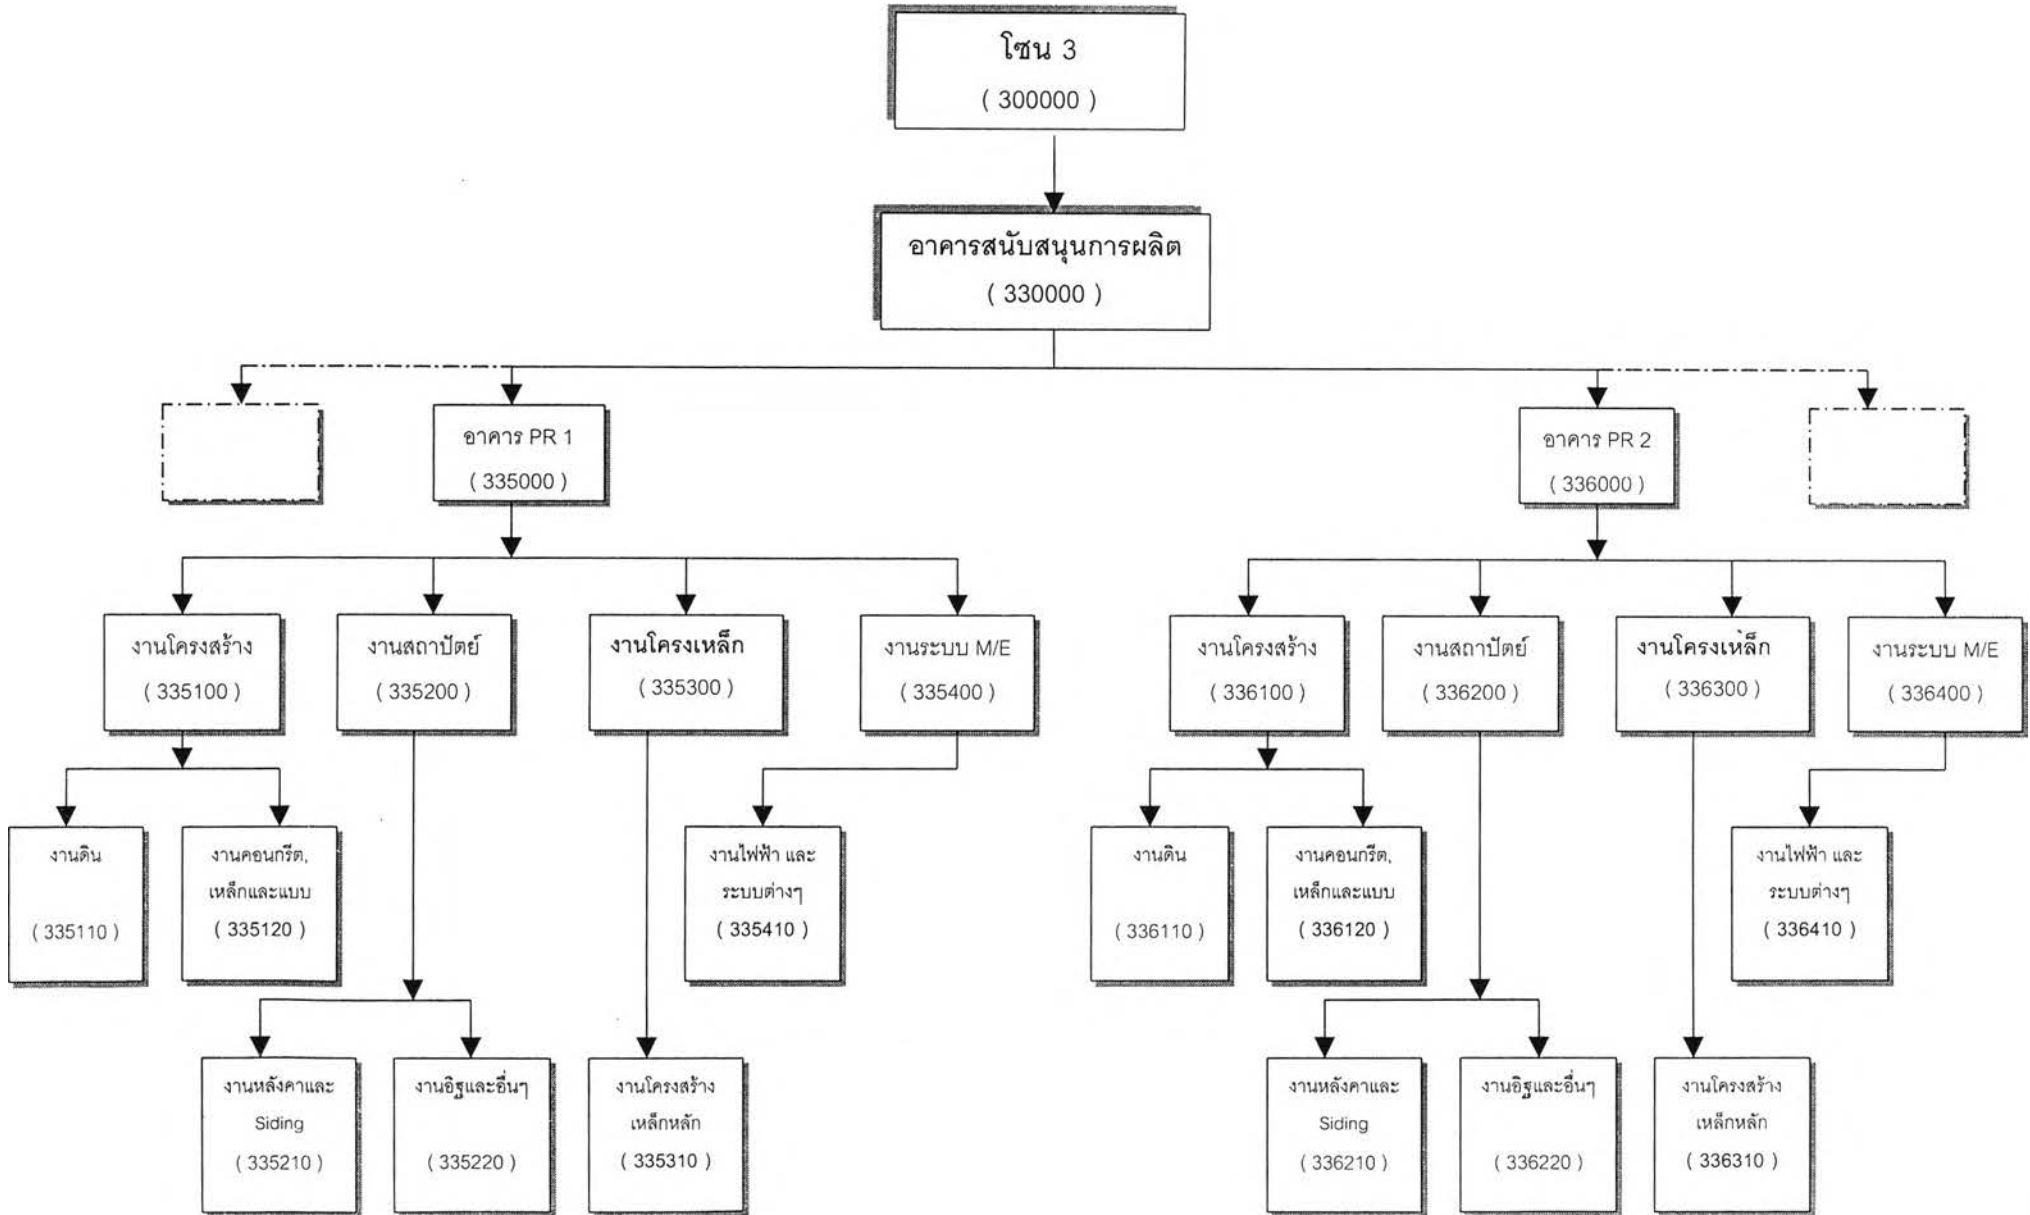 โซน 3
( 300000 )
อาคารสนับสนุนการผลิต
( 330000 )
อาคาร PR 1
( 335000 )
อาคาร PR 2
( 336000 )
งานโครงสร้าง
( 335100 )
งานสถาปัตย์
( 335200 )
งานโครงเหล็ก
( 335300 )
งานระบบ M/E
( 335400 )
งานโครงสร้าง
( 336100 )
งานสถาปัตย์
( 336200 )
งานโครงเหล็ก
( 336300 )
งานระบบ M/E
( 336400 )
งานดิน
( 335110 )
งานคอนกรีต,
เหล็กและแบบ
( 335120 )
งานไฟฟ้า และ
ระบบต่างๆ
( 335410 )
งานดิน
( 336110 )
งานคอนกรีต,
เหล็กและแบบ
( 336120 )
งานไฟฟ้า และ
ระบบต่างๆ
( 336410 )
งานหลังคาและ
Siding
( 335210 )
งานอิฐและอื่นๆ
( 335220 )
งานโครงสร้าง
เหล็กหลัก
( 335310 )
งานหลังคาและ
Siding
( 336210 )
งานอิฐและอื่นๆ
( 336220 )
งานโครงสร้าง
เหล็กหลัก
( 336310 )